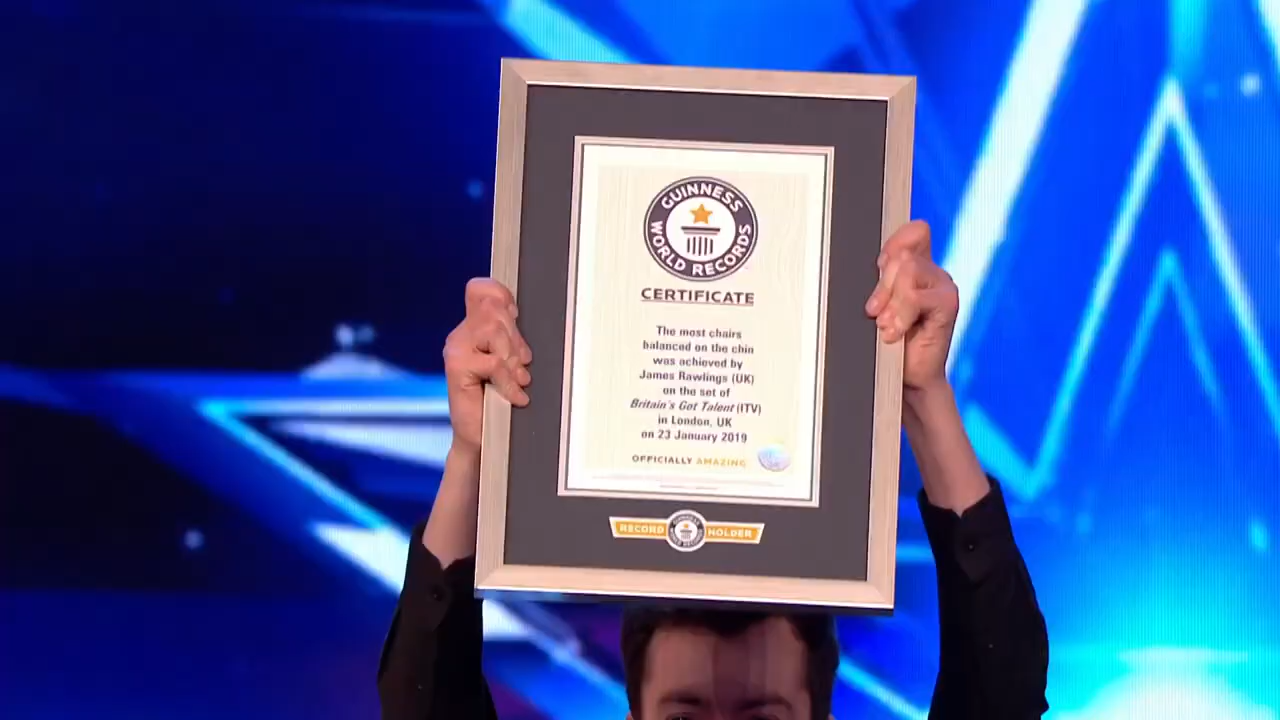 GUINNESS
WORLD RECORDS
CERTIFICATE
The most chairs
balanced on the chin
was achieved by
James Rawlings (UK)
on the set of
Britain's Got Talent (ITV)
in London, UK
on 23 January 2019
OFFICIALLY AMAZING
RECORD HOLDER